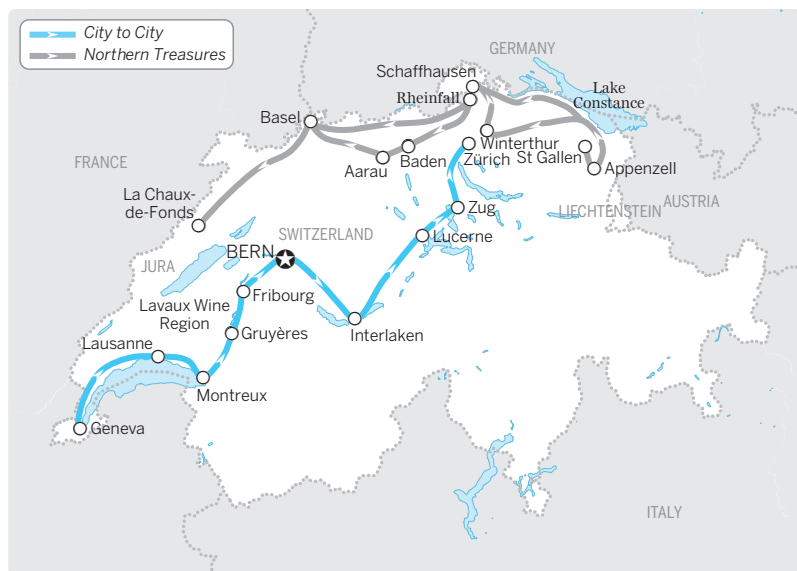 City to City
Northern Treasures
GERMANY
Schaffhausen
Rheinfall
Lake
Constance
Basel
Winterthur
Baden
Zürich
St Gallen
Aarau
FRANCE
Appenzell
La Chaux-
de-Fonds
AUSTRIA
Zug
LIECHTENSTEIN
SWITZERLAND
Lucerne
BERN
JURA
Fribourg
Lavaux Wine
Region
Gruyères
Interlaken
Lausanne
Montreux
Geneva
ITALY